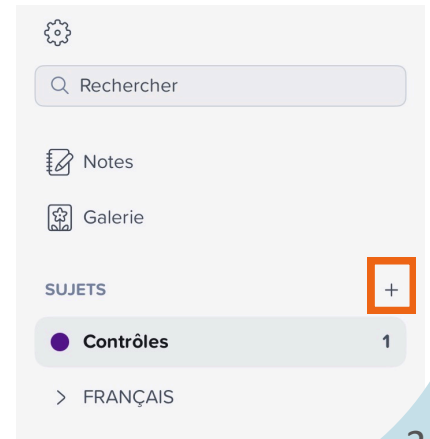 Rechercher
Notes
Galerie
SUJETS +
Contrôles 1
> FRANÇAIS